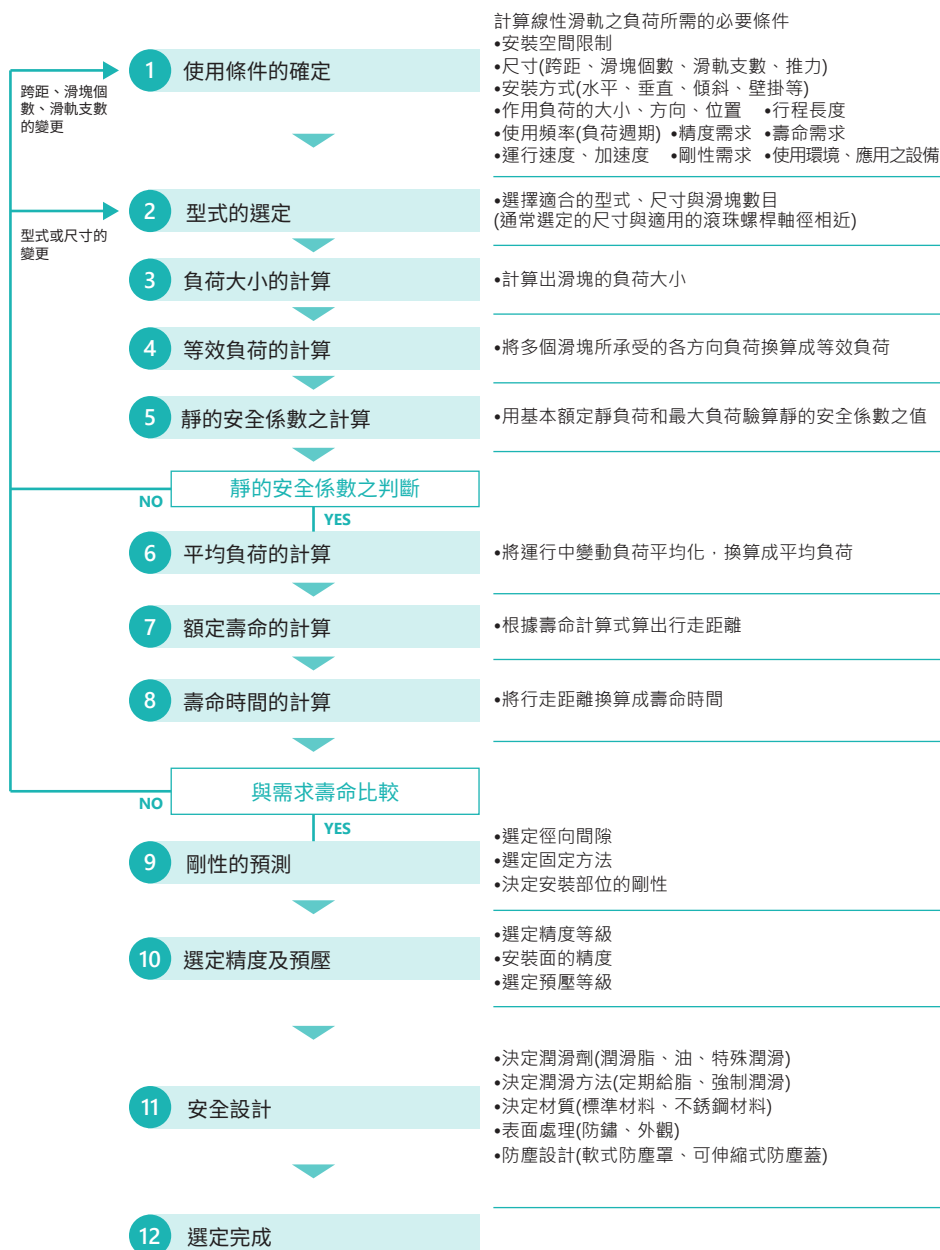 計算線性滑軌之負荷所需的必要條件
•安裝空間限制
1 使用條件的確定
•尺寸(跨距、滑塊個數、滑軌支數、推力)
•安裝方式(水平、垂直、傾斜、壁掛等)
•作用負荷的大小、方向、位置 •行程長度
•使用頻率(負荷週期) •精度需求 •壽命需求
•運行速度、加速度 •剛性需求 •使用環境、應用之設備
跨距、滑塊個
數、滑軌支數
的變更
2 型式的選定
•選擇適合的型式、尺寸與滑塊數目
(通常選定的尺寸與適用的滾珠螺桿軸徑相近)
型式或尺寸的
變更
3 負荷大小的計算
•計算出滑塊的負荷大小
4 等效負荷的計算
•將多個滑塊所承受的各方向負荷換算成等效負荷
5 靜的安全係數之計算
•用基本額定靜負荷和最大負荷驗算靜的安全係數之值
靜的安全係數之判斷
NO
YES
6 平均負荷的計算
•將運行中變動負荷平均化，換算成平均負荷
7 額定壽命的計算
•根據壽命計算式算出行走距離
8 壽命時間的計算
•將行走距離換算成壽命時間
與需求壽命比較
NO
YES
9 剛性的預測
•選定徑向間隙
•選定固定方法
•決定安裝部位的剛性
10 選定精度及預壓
•選定精度等級
•安裝面的精度
•選定預壓等級
11 安全設計
•決定潤滑劑(潤滑脂、油、特殊潤滑)
•決定潤滑方法(定期給脂、強制潤滑)
•決定材質(標準材料、不銹鋼材料)
•表面處理(防鏽、外觀)
•防塵設計(軟式防塵罩、可伸縮式防塵蓋)
12 選定完成